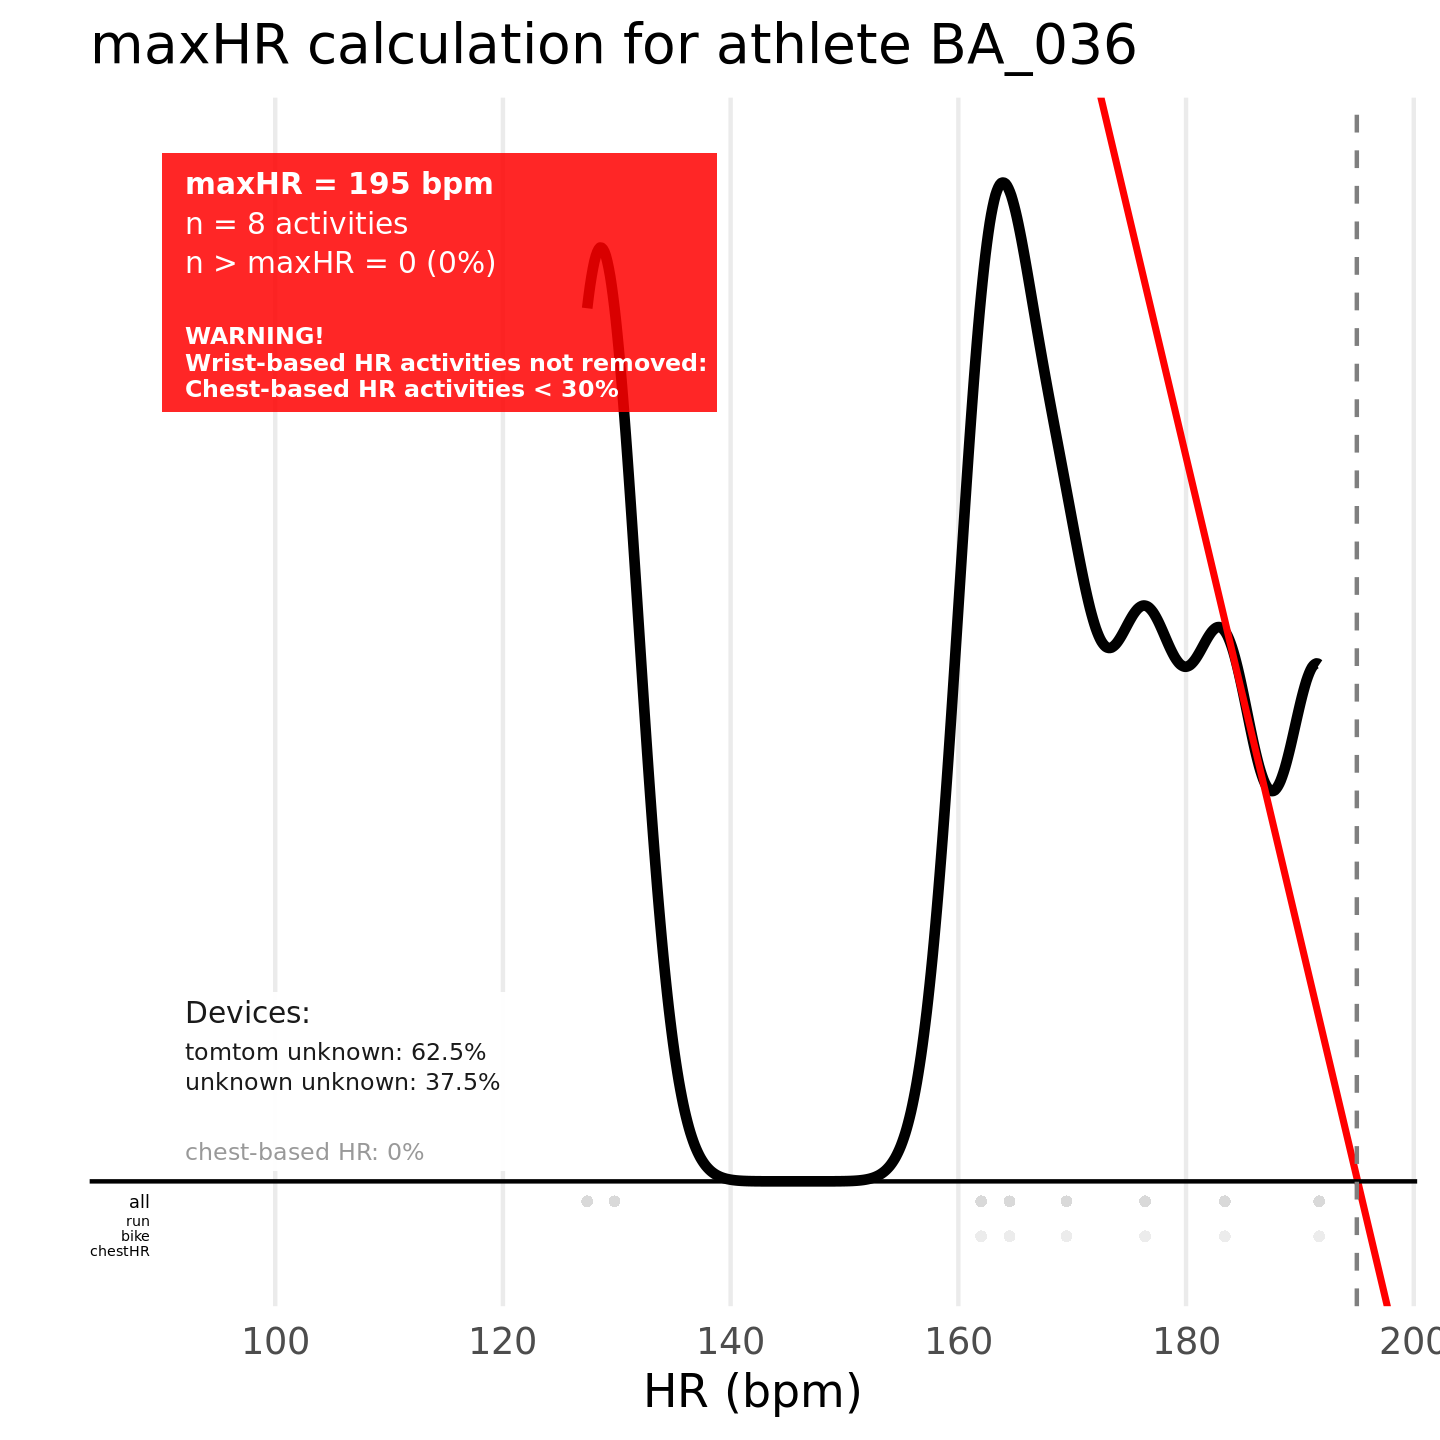 maxHR calculation for athlete BA_036
maxHR = 195 bpm
n = 8 activities
n > maxHR = 0 (0%)
WARNING!
Wrist-based HR activities not removed:
Chest-based HR activities < 30%
Devices:
tomtom unknown: 62.5%
unknown unknown: 37.5%
chest-based HR: 0%
all
run
bike
chestHR
100 120 140 160 180 200
HR (bpm)